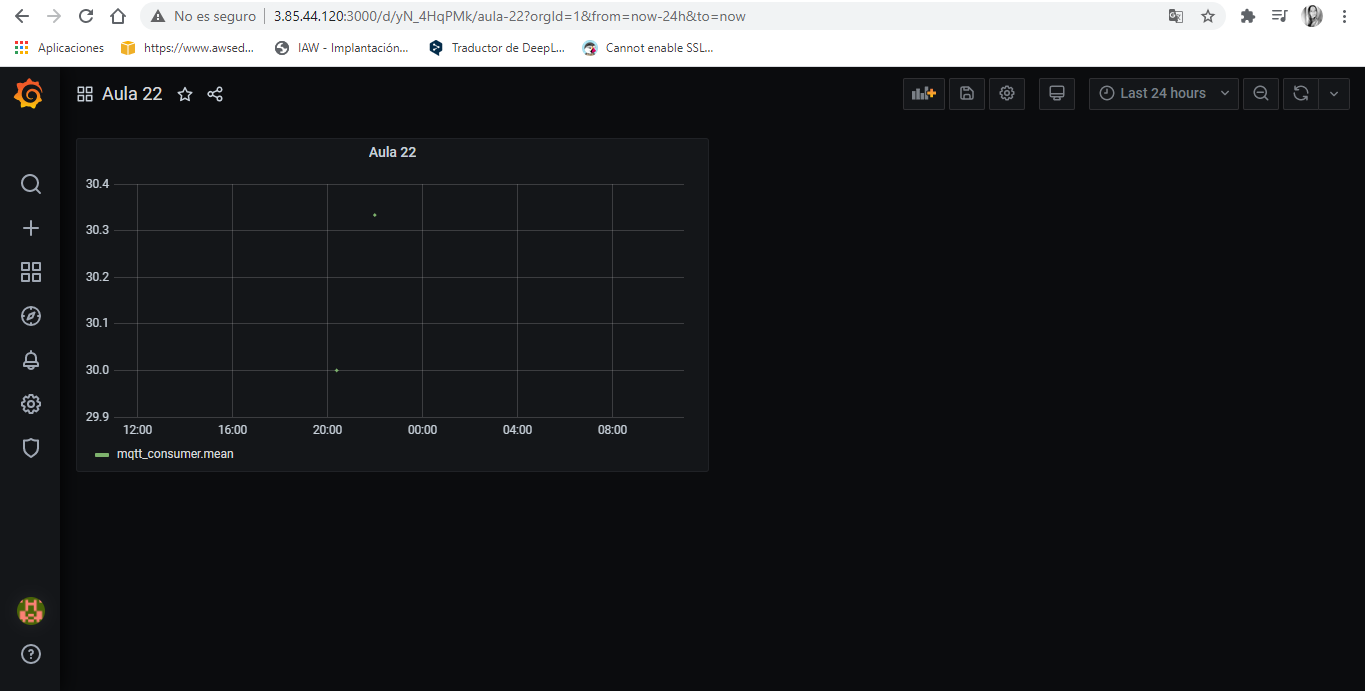 No es seguro 3.85.44.120:3000/d/yN_4HqPMk/aula-22?orgId=1&from=now-24h&to=now
Aplicaciones https://www.awsed... IAW - Implantación... Traductor de DeepL... Cannot enable SSL...
Aula 22 Last 24 hours
Aula 22
30.4
30.3
30.2
30.1
30.0
29.9
12:00 16:00 20:00 00:00 04:00 08:00
mqtt_consumer.mean